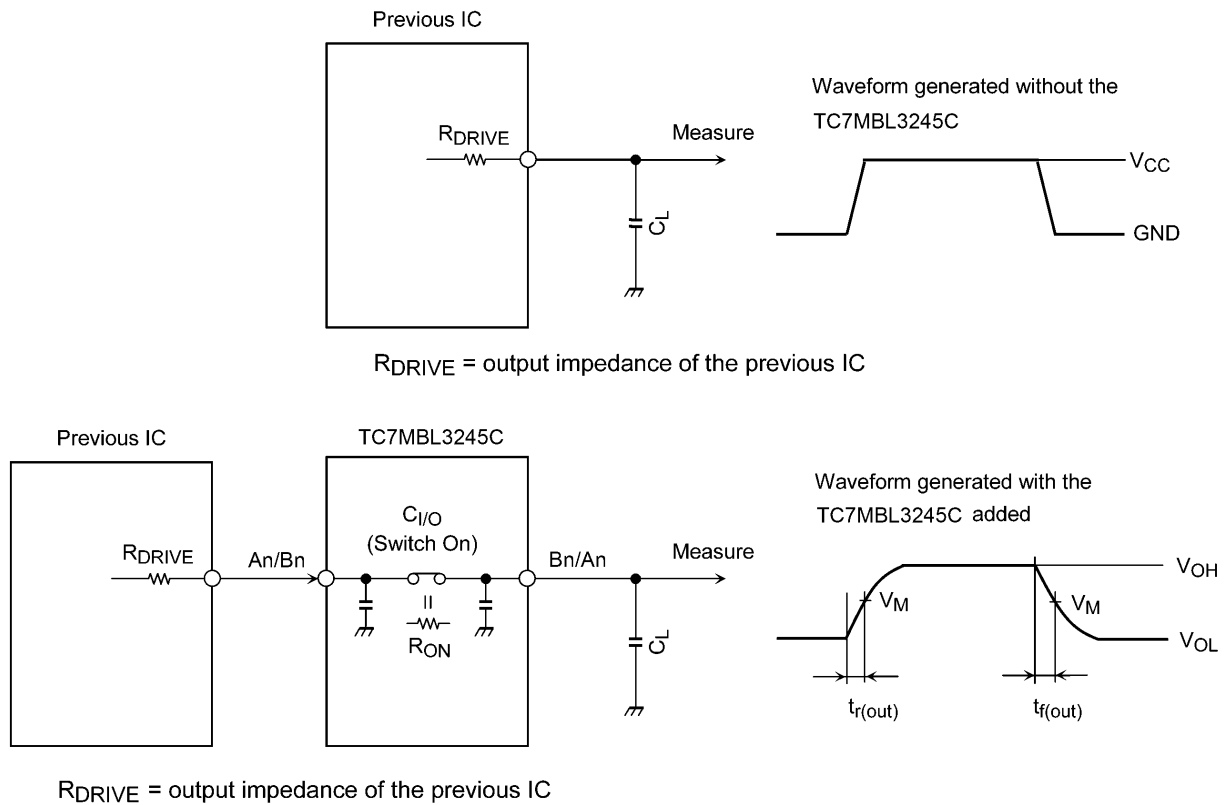 Previous IC
Waveform generated without the
TC7MBL3245C
RDRIVE
Measure
VCC
CL
GND
RDRIVE = output impedance of the previous IC
Previous IC
TC7MBL3245C
Waveform generated with the
TC7MBL3245C added
CI/O
(Switch On)
RDRIVE
An/Bn
Bn/An
Measure
VOH
VM
VM
RON
CL
VOL
tr(out)
tf(out)
RDRIVE = output impedance of the previous IC